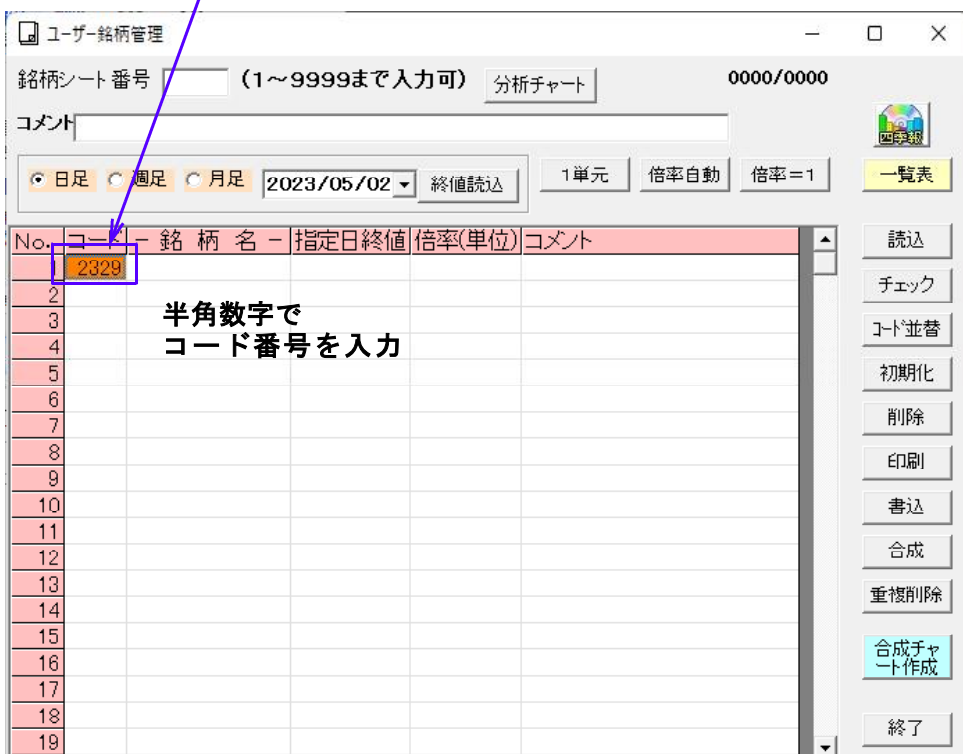 ユーザー銘柄管理
銘柄シート番号 (1～9999まで入力可) 分析チャート 0000/0000
コメント
四季報
日足 週足 月足 2023/05/02 終値読込 1単元 倍率自動 倍率=1 一覧表
No. コード - 銘 柄 名 - 指定日終値 倍率(単位) コメント 読込
1 2329
2 チェック
半角数字で
3 コード並替
コード番号を入力
4
5 初期化
6
7 削除
8 印刷
9
10 書込
11
12 合成
13 重複削除
14
15
16 合成チャ
ート作成
17
18 終了
19